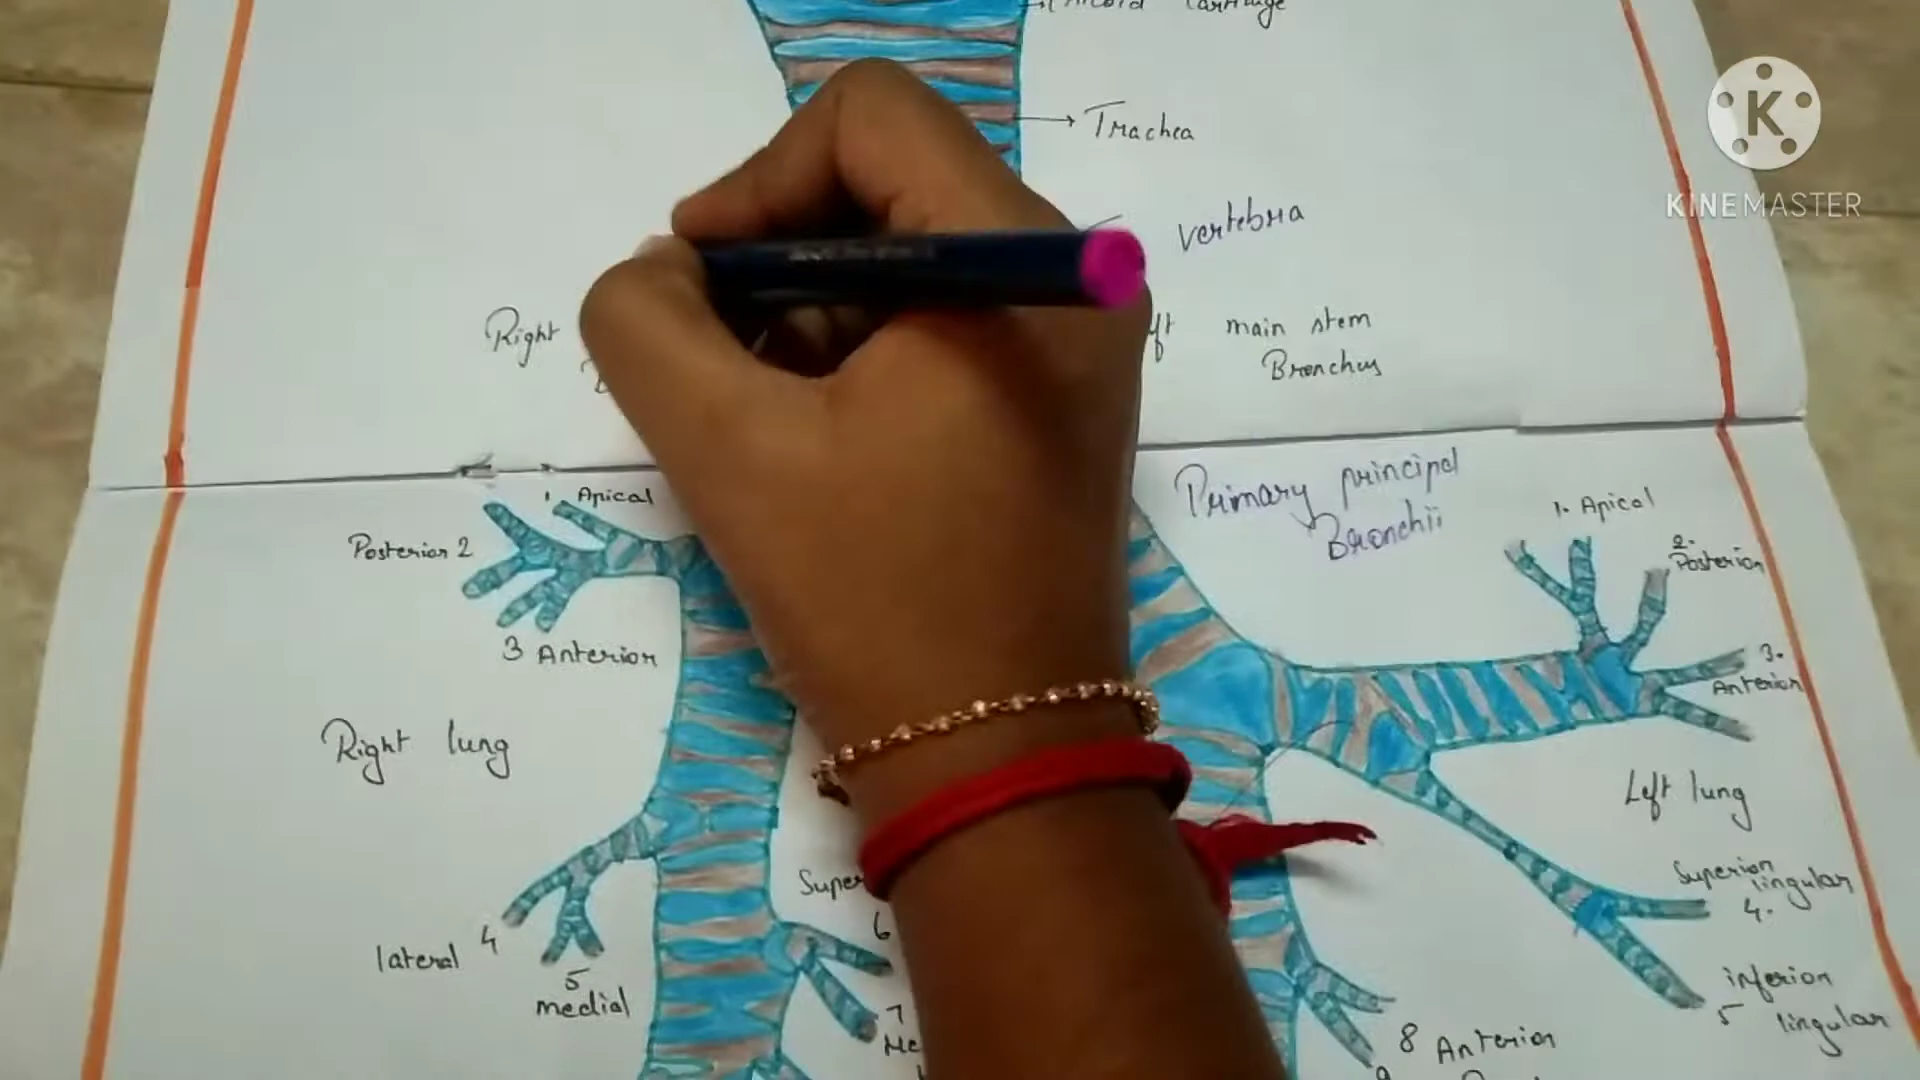 Trachea
KINEMASTER
vertebra
Right
main stem
Bronchus
Primary principal
Bronchii
1 Apical
1. Apical
Posterior 2
2.
Posterior
3 Anterior
3.
Anterior
Right lung
Left lung
Superior
lingular
4.
6
lateral 4
5
medial
inferior
5 lingular
7
8 Anterior